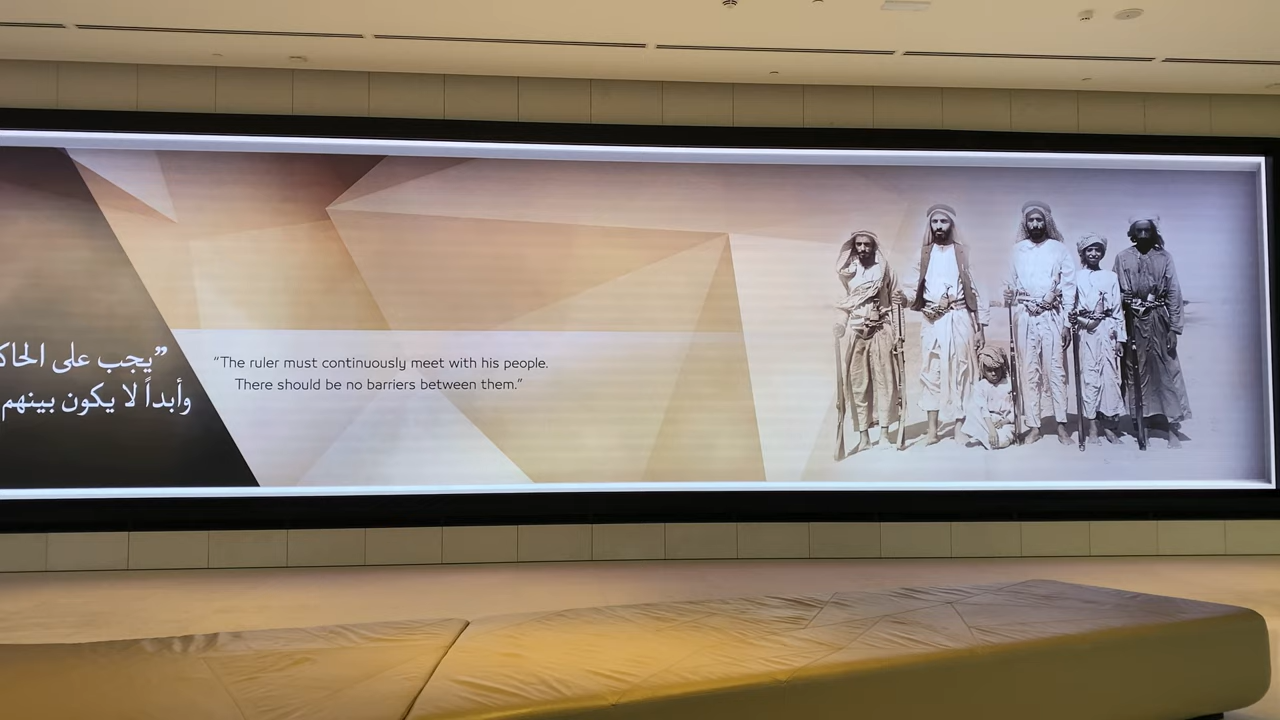 ”يجب على الحاك
وأبداً لا يكون بينهم
“The ruler must continuously meet with his people.
There should be no barriers between them.”